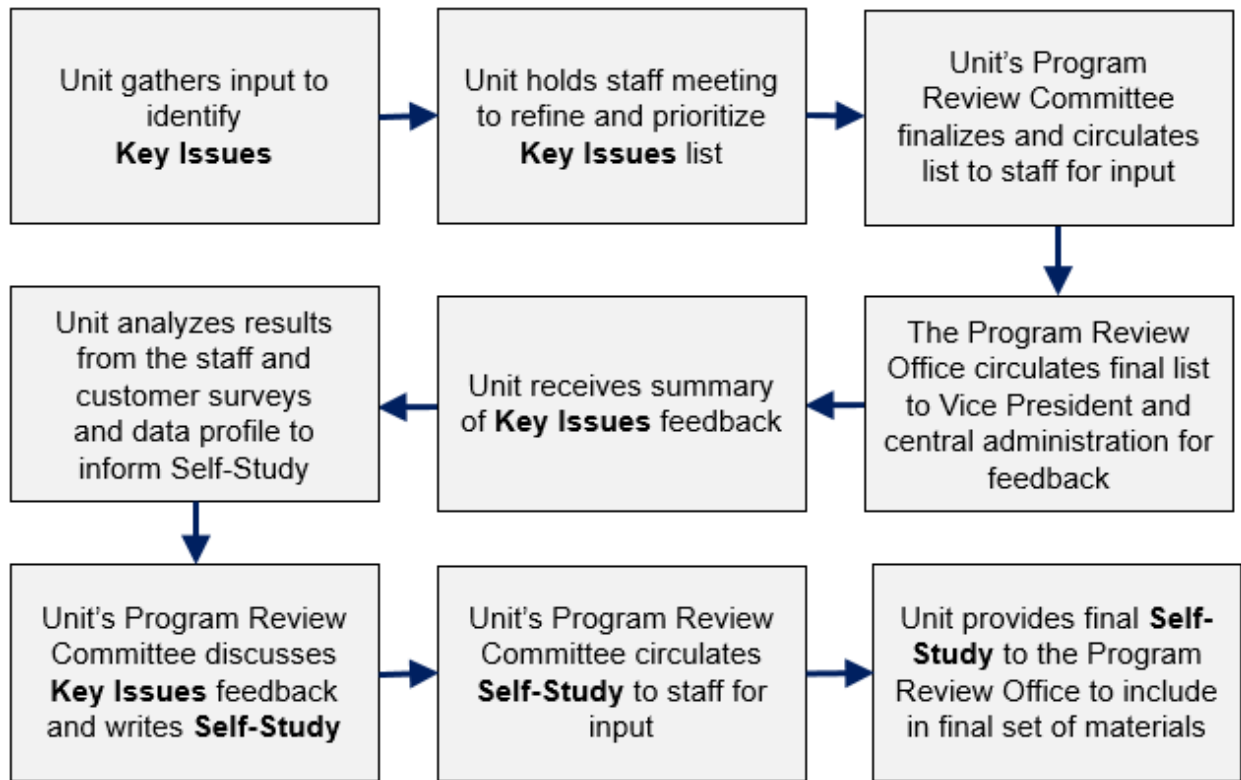 Unit gathers input to
identify
Key Issues
Unit holds staff meeting
to refine and prioritize
Key Issues list
Unit's Program
Review Committee
finalizes and circulates
list to staff for input
The Program Review
Office circulates final list
to Vice President and
central administration for
feedback
Unit receives summary
of Key Issues feedback
Unit analyzes results
from the staff and
customer surveys
and data profile to
inform Self-Study
Unit's Program Review
Committee discusses
Key Issues feedback
and writes Self-Study
Unit's Program Review
Committee circulates
Self-Study to staff for
input
Unit provides final Self-
Study to the Program
Review Office to include
in final set of materials